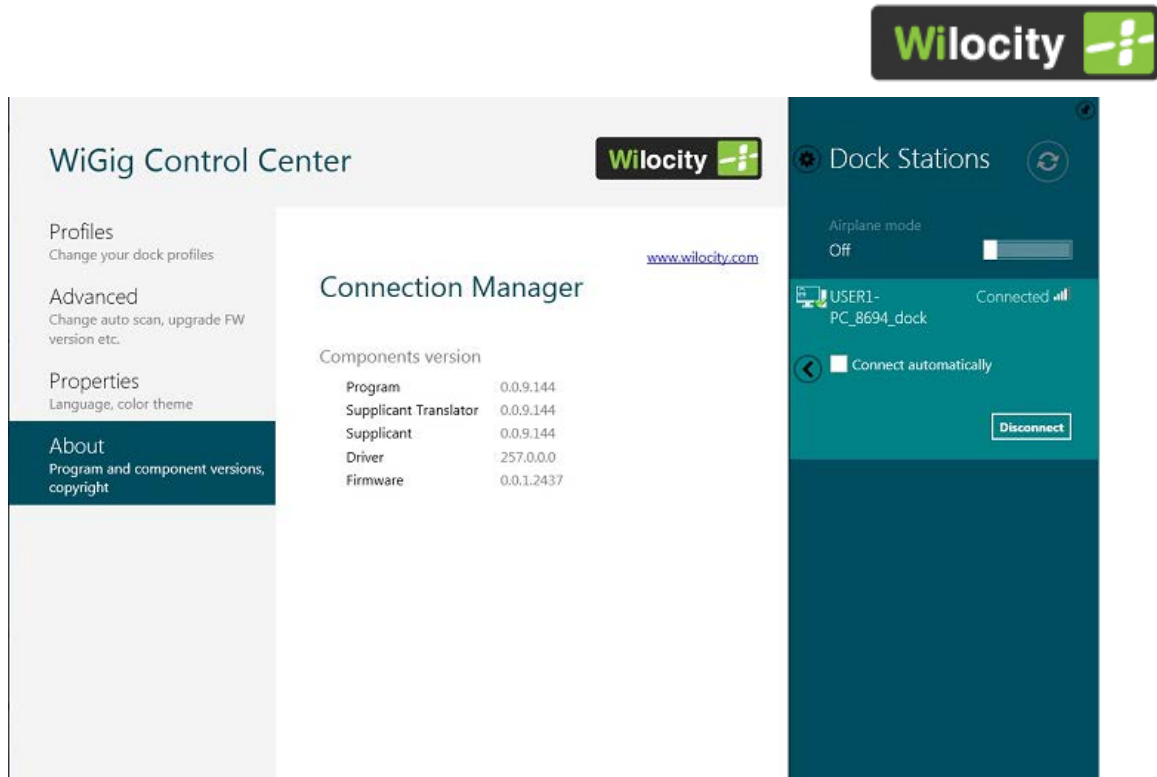 Wilocity
WiGig Control Center
Wilocity
Profiles
Change your dock profiles
Advanced
Change auto scan, upgrade FW
version etc.
Properties
Language, color theme
About
Program and component versions,
copyright
www.wilocity.com
Connection Manager
Components version
Program 0.0.9.144
Supplicant Translator 0.0.9.144
Supplicant 0.0.9.144
Driver 257.0.0.0
Firmware 0.0.1.2437
Dock Stations
Airplane mode
Off
USER1- Connected
PC_8694_dock
Connect automatically
Disconnect